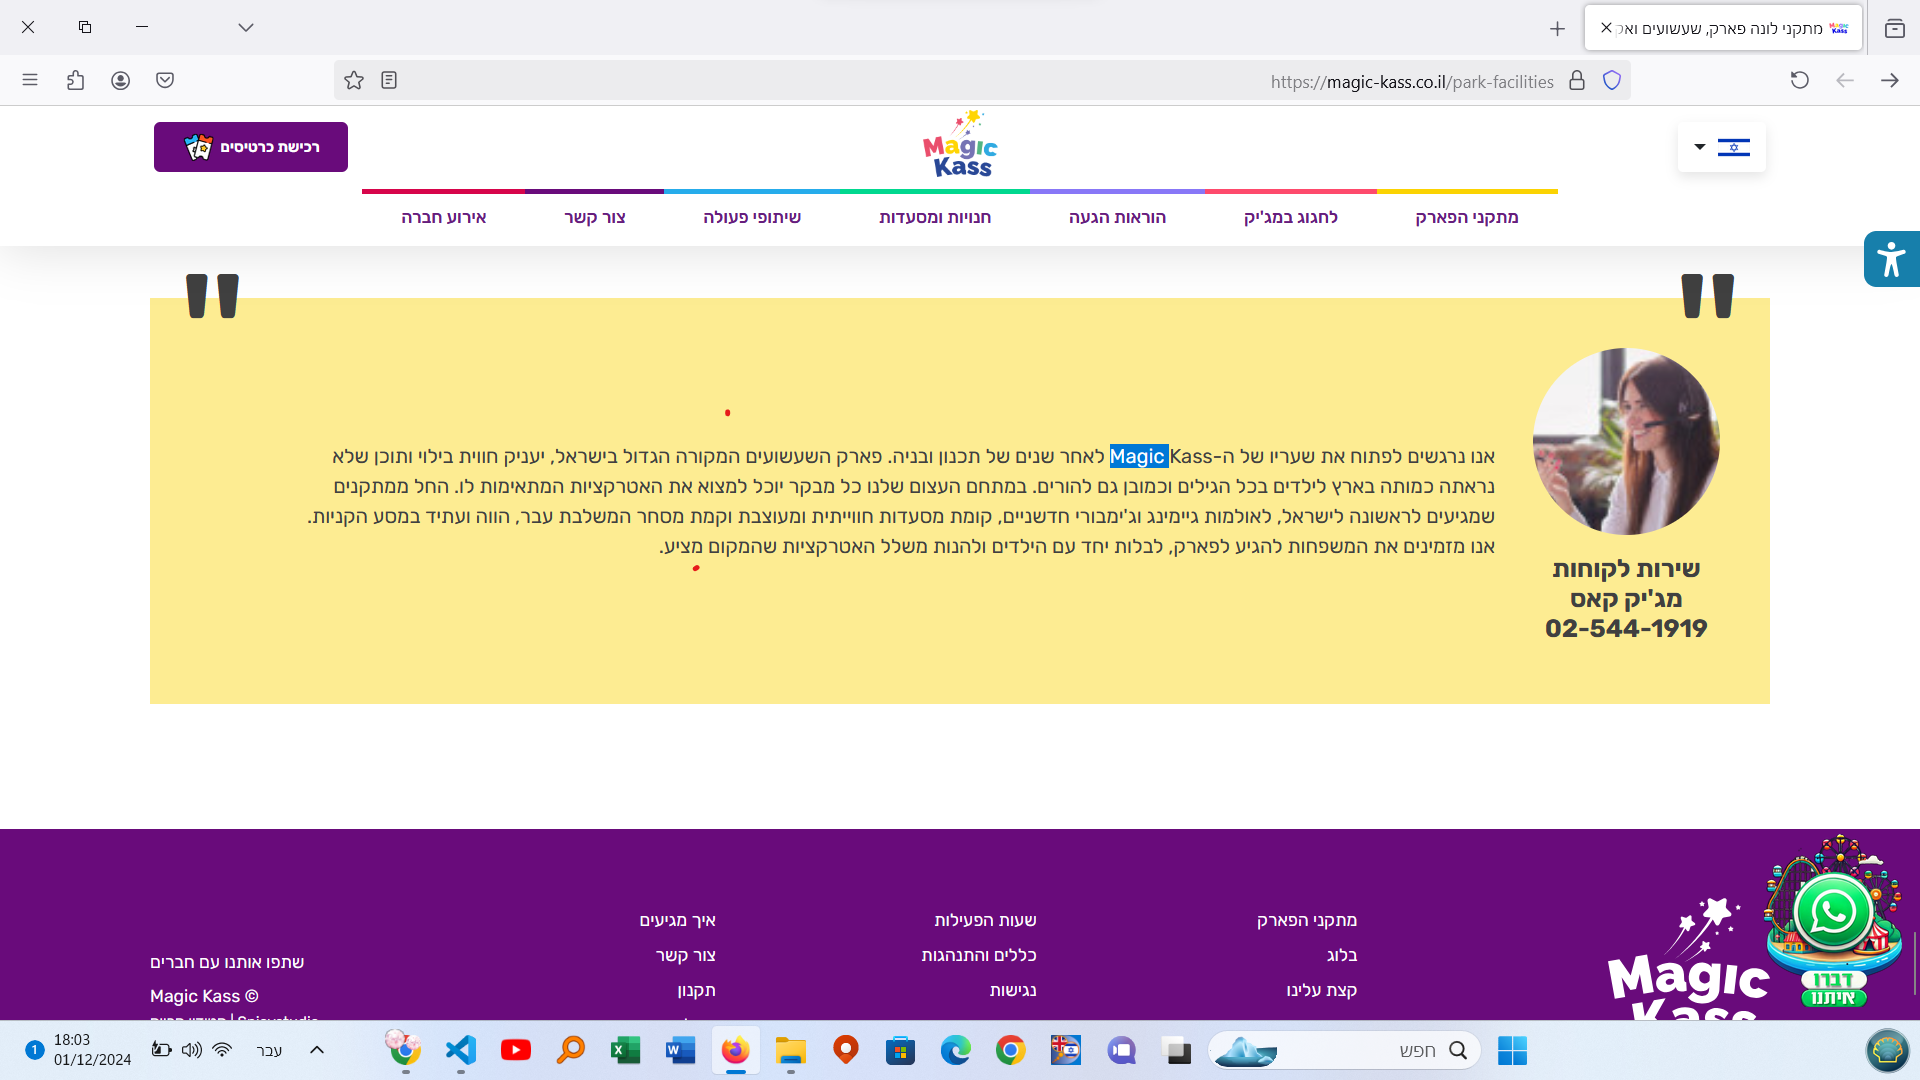 מתקני לונה פארק, שעשועים ואק
https://magic-kass.co.il/park-facilities
רכישת כרטיסים
Magic
Kass
מתקני הפארק
לחגוג במג'יק
הוראות הגעה
חנויות ומסעדות
שיתופי פעולה
צור קשר
אירוע חברה
"
"
אנו נרגשים לפתוח את שעריו של ה-Magic Kass לאחר שנים של תכנון ובניה. פארק השעשועים המקורה הגדול בישראל, יעניק חווית בילוי ותוכן שלא
נראתה כמותה בארץ לילדים בכל הגילים וכמובן גם להורים. במתחם העצום שלנו כל מבקר יוכל למצוא את האטרקציות המתאימות לו. החל ממתקנים
שמגיעים לראשונה לישראל, לאולמות גיימינג וג'ימבורי חדשניים, קומת מסעדות חווייתית ומעוצבת וקמת מסחר המשלבת עבר, הווה ועתיד במסע הקניות.
אנו מזמינים את המשפחות להגיע לפארק, לבלות יחד עם הילדים ולהנות משלל האטרקציות שהמקום מציע.
שירות לקוחות
מג'יק קאס
02-544-1919
מתקני הפארק
בלוג
קצת עלינו
שעות הפעילות
כללים והתנהגות
נגישות
איך מגיעים
צור קשר
תקנון
שתפו אותנו עם חברים
Magic Kass ©
Magic
Kass
דברו
איתנו
חפש
עבר
18:03
01/12/2024
1